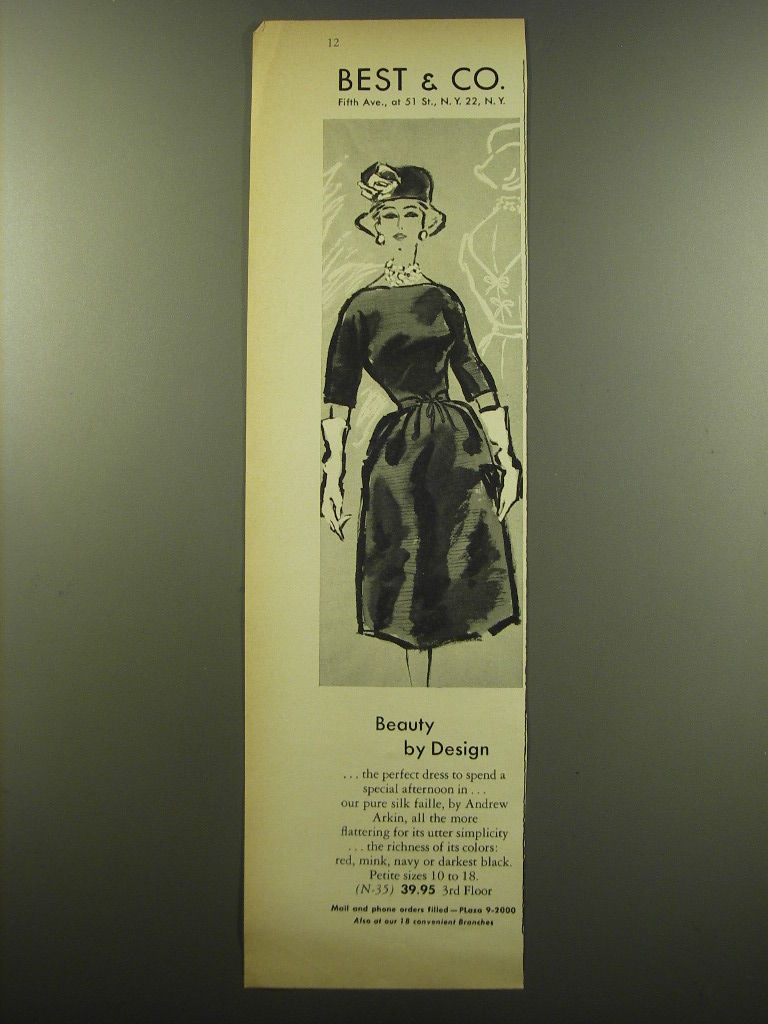 12
BEST & CO.
Fifth Ave., at 51 St., N. Y. 22, N. Y.
Beauty
by Design
. . . the perfect dress to spend a
special afternoon in . . .
our pure silk faille, by Andrew
Arkin, all the more
flattering for its utter simplicity
. . . the richness of its colors:
red, mink, navy or darkest black.
Petite sizes 10 to 18.
(N-35) 39.95 3rd Floor
Mail and phone orders filled—PLaza 9-2000
Also at our 18 convenient Branches